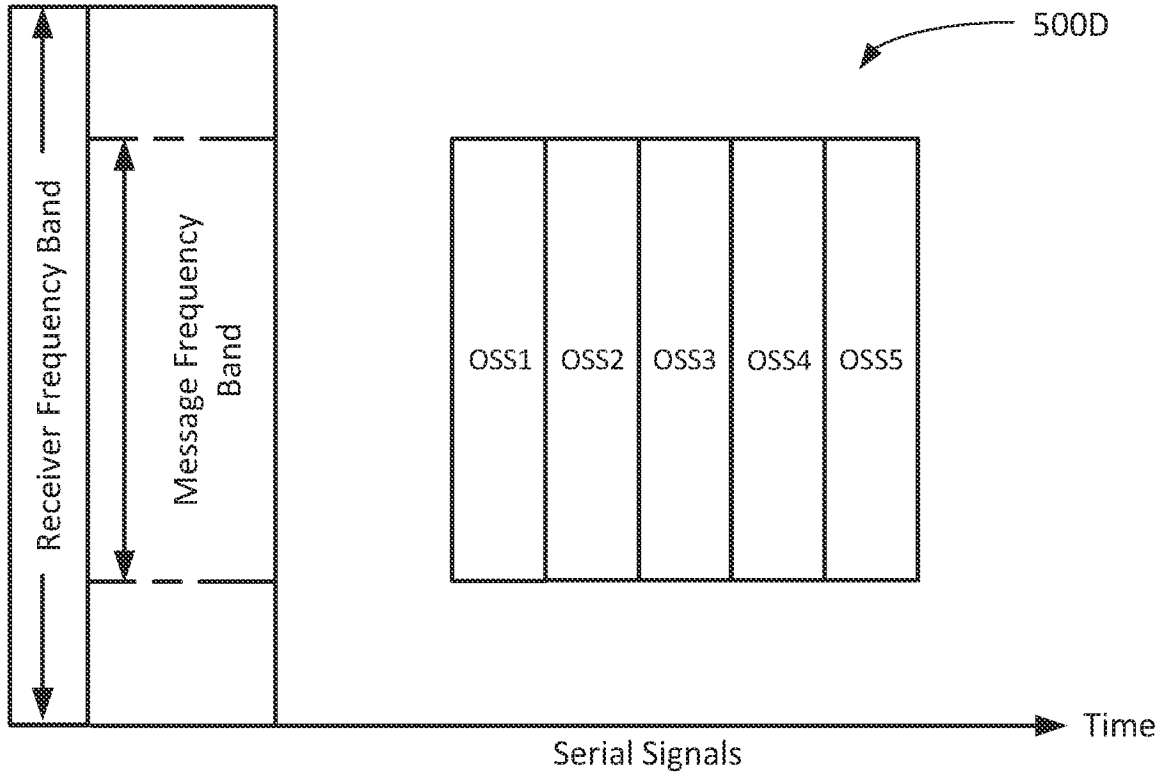 500D
Receiver Frequency Band
Message Frequency
Band
OSS1
OSS2
OSS3
OSS4
OSS5
Time
Serial Signals